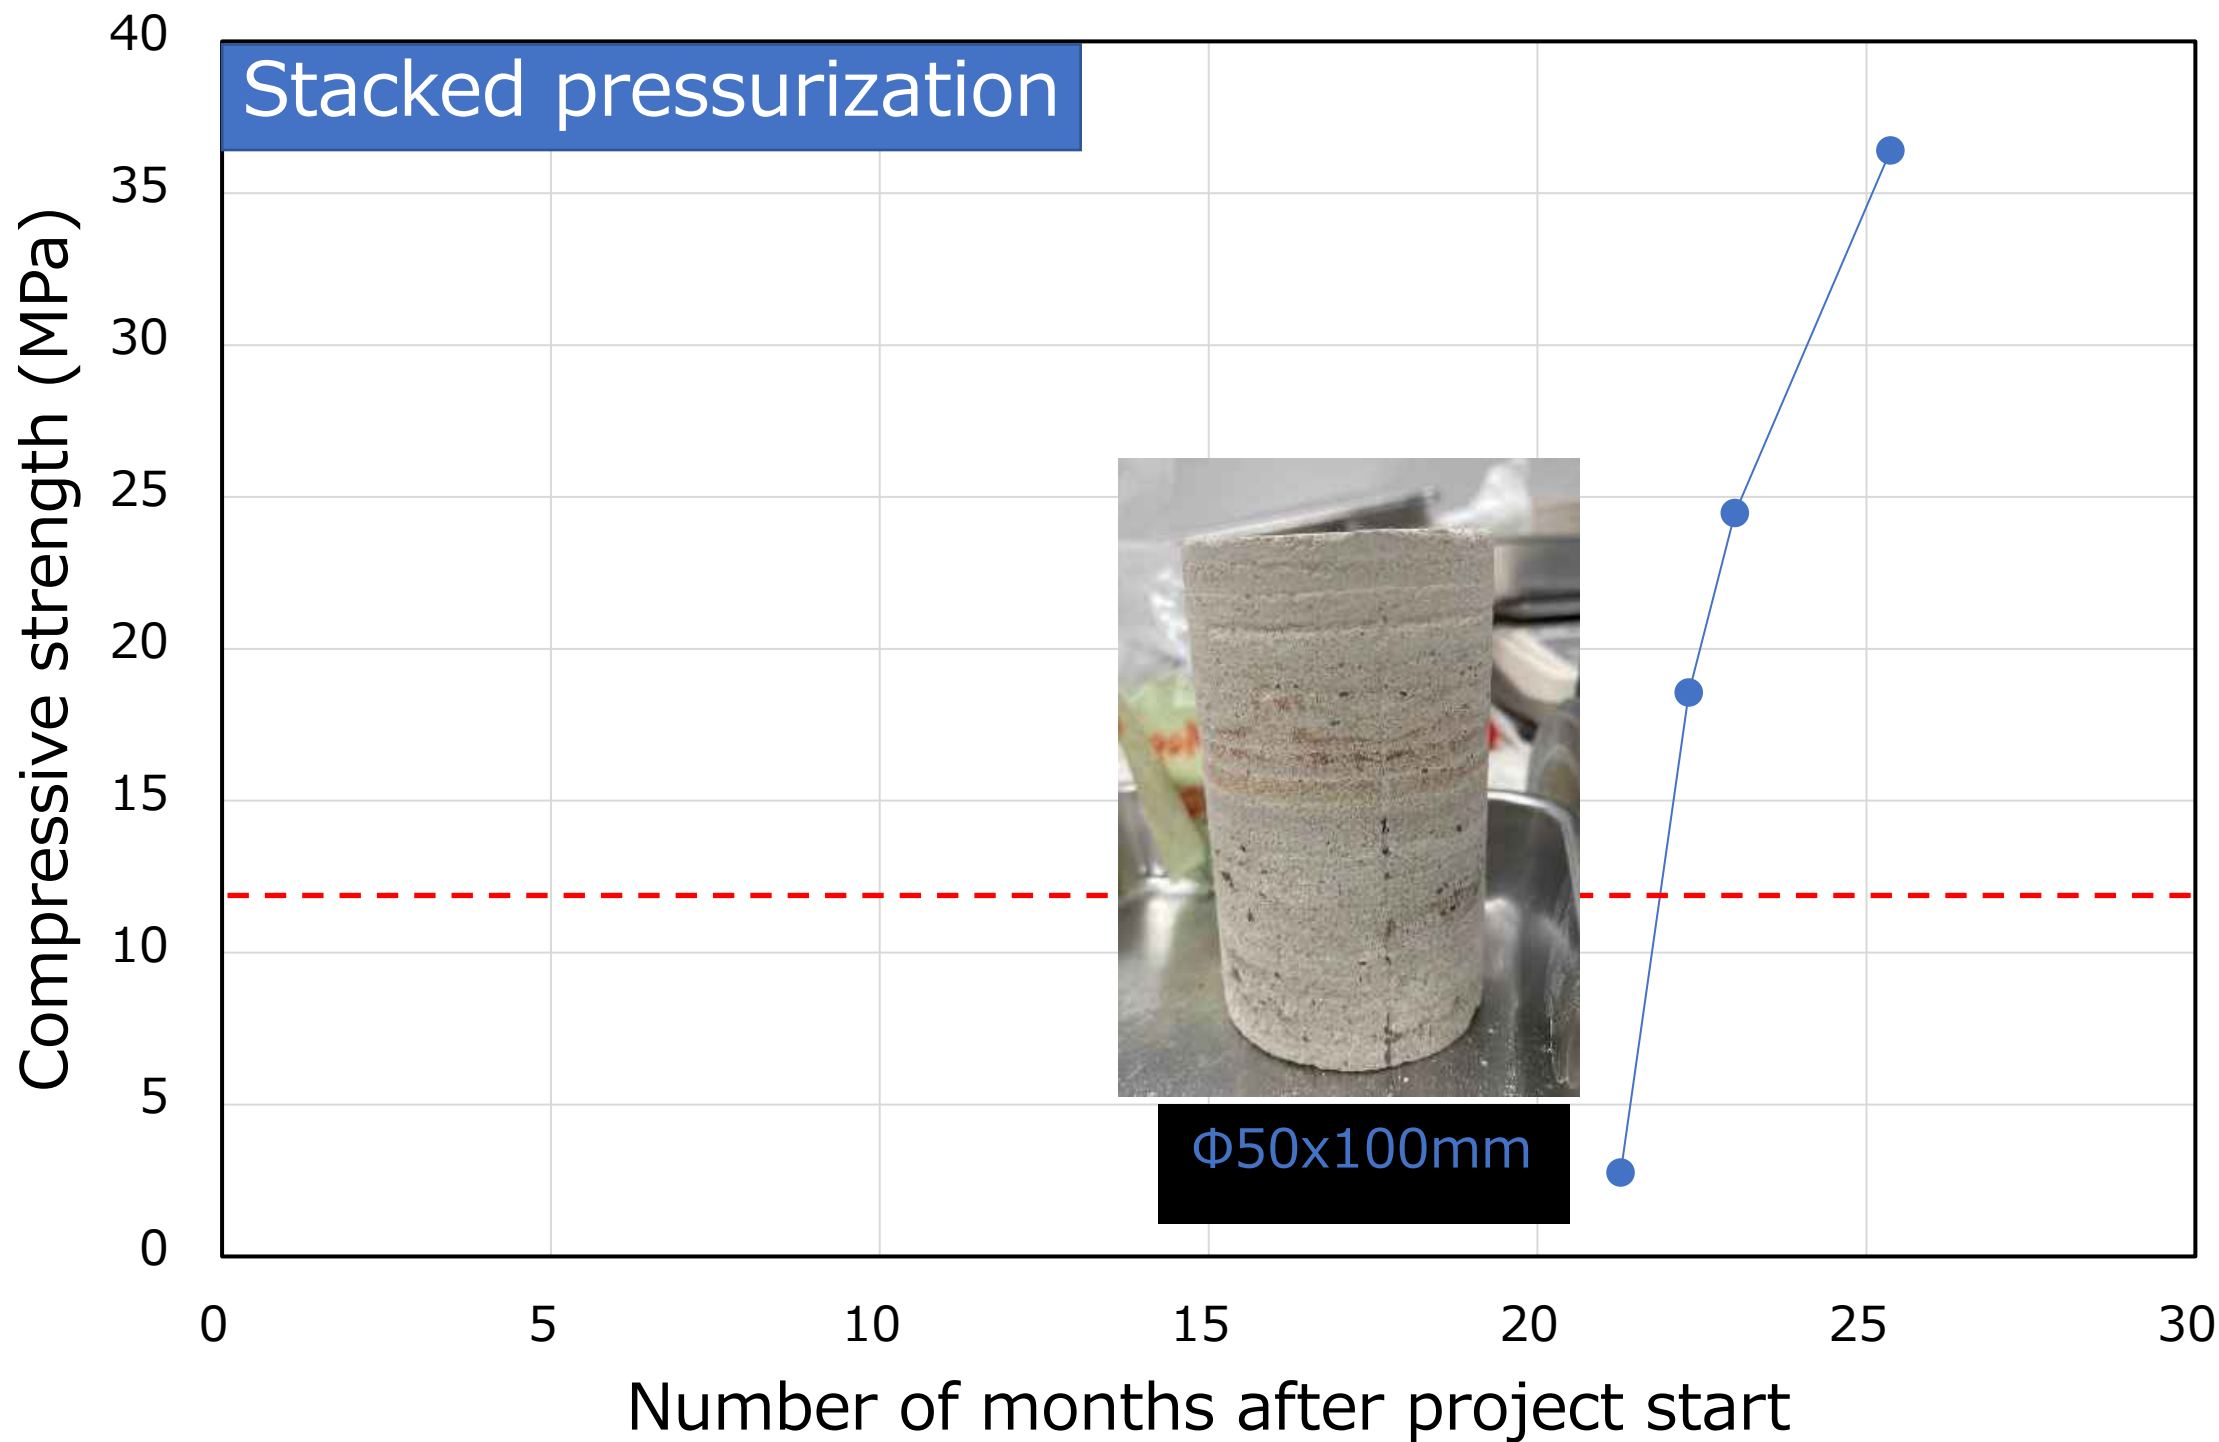 Stacked pressurization
Compressive strength (MPa)
40
35
30
25
20
15
10
5
0
Φ50x100mm
0 5 10 15 20 25 30
Number of months after project start